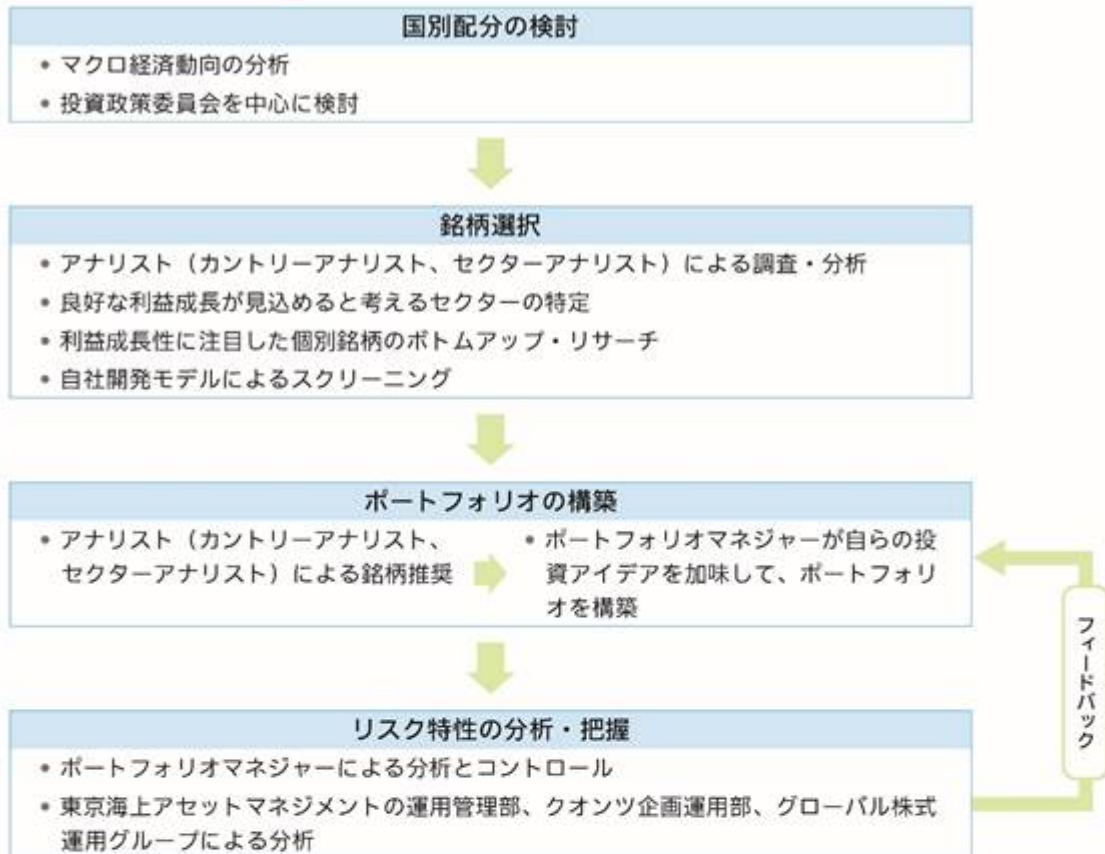 国別配分の検討
• マクロ経済動向の分析
• 投資政策委員会を中心に検討
銘柄選択
• アナリスト（カントリーアナリスト、セクターアナリスト）による調査・分析
• 良好な利益成長が見込めると考えるセクターの特定
• 利益成長性に注目した個別銘柄のボトムアップ・リサーチ
• 自社開発モデルによるスクリーニング
ポートフォリオの構築
• アナリスト（カントリーアナリスト、
セクターアナリスト）による銘柄推奨
• ポートフォリオマネジャーが自らの投
資アイデアを加味して、ポートフォリ
オを構築
フィードバック
リスク特性の分析・把握
• ポートフォリオマネジャーによる分析とコントロール
• 東京海上アセットマネジメントの運用管理部、クオンツ企画運用部、グローバル株式
運用グループによる分析